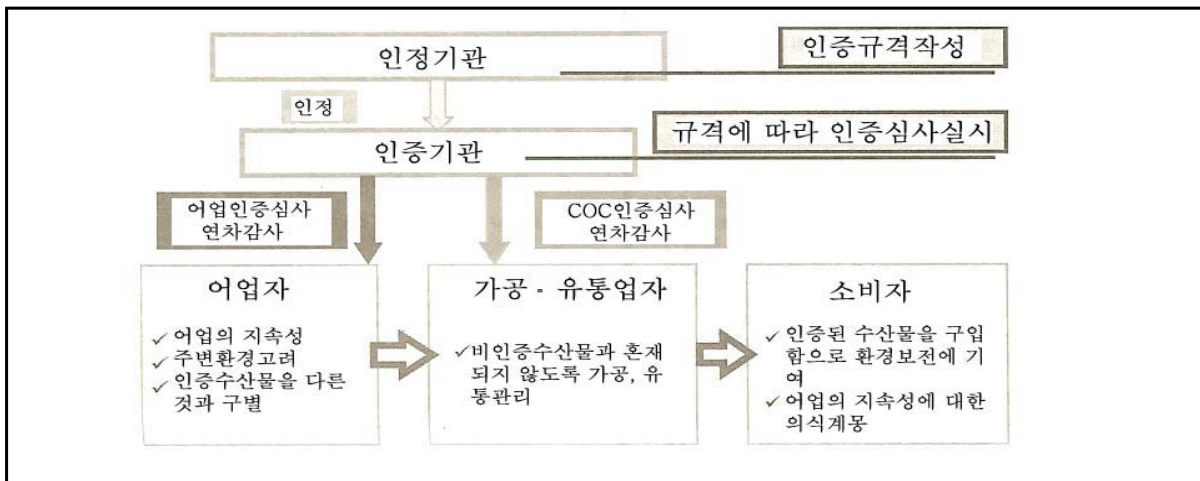 인정기관
인증규격작성
인정
인증기관
규격에 따라 인증심사실시
어업인증심사
연차감사
COC인증심사
연차감사
어업자
✓ 어업의 지속성
✓ 주변환경고려
✓ 인증수산물을 다른
것과 구별
가공 - 유통업자
✓ 비인증수산물과 혼재
되지 않도록 가공, 유
통관리
소비자
✓ 인증된 수산물을 구입
함으로 환경보전에 기
여
✓ 어업의 지속성에 대한
의식계몽